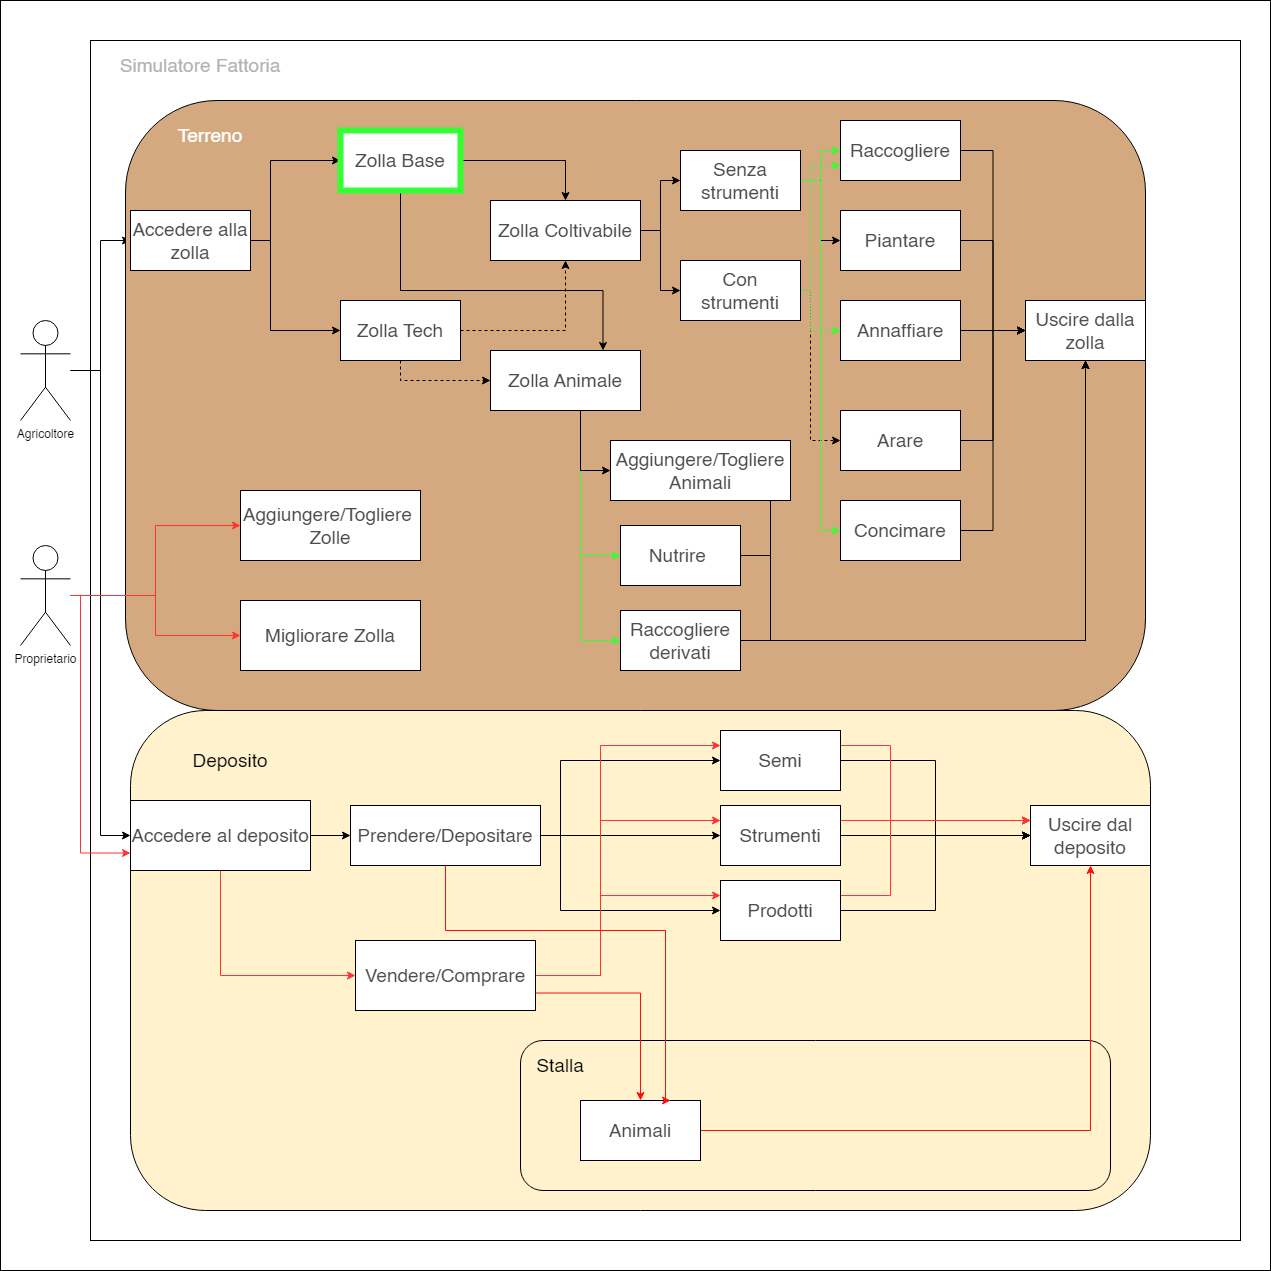 Simulatore Fattoria
Terreno
Accedere alla
zolla
Zolla Base
Zolla Tech
Zolla Coltivabile
Zolla Animale
Senza
strumenti
Con
strumenti
Raccogliere
Piantare
Annaffiare
Arare
Concimare
Uscire dalla
zolla
Agricoltore
Aggiungere/Togliere
Animali
Nutrire
Raccogliere
derivati
Aggiungere/Togliere
Zolle
Migliorare Zolla
Proprietario
Deposito
Accedere al deposito
Prendere/Depositare
Vendere/Comprare
Semi
Strumenti
Prodotti
Uscire dal
deposito
Stalla
Animali